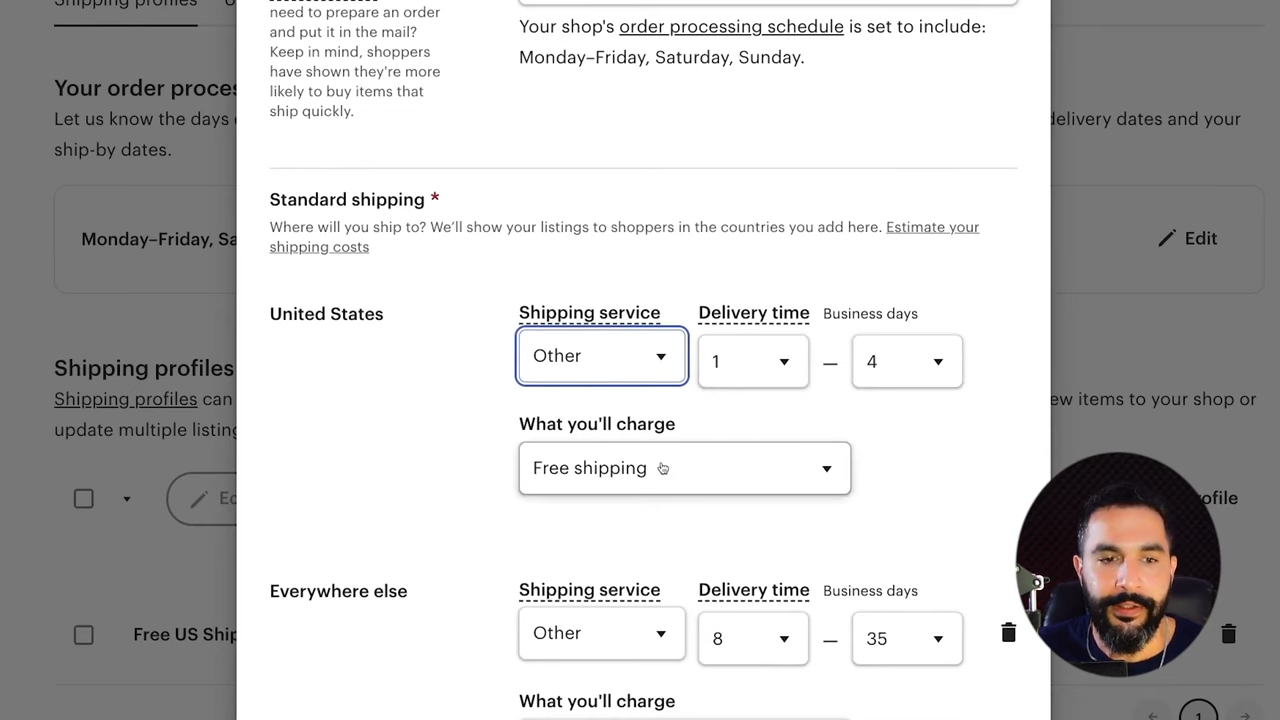 Shipping profiles
need to prepare an order
and put it in the mail?
Keep in mind, shoppers
have shown they're more
likely to buy items that
ship quickly.
Your shop's order processing schedule is set to include:
Monday–Friday, Saturday, Sunday.
Your order proces
Let us know the days
delivery dates and your
ship-by dates.
Monday–Friday, Sa
Edit
Standard shipping *
Where will you ship to? We’ll show your listings to shoppers in the countries you add here. Estimate your
shipping costs
United States
Shipping service
Delivery time
Business days
Other
1
—
4
What you'll charge
Free shipping
Shipping profiles
Shipping profiles can
ew items to your shop or
update multiple listing
Ed
ofile
Everywhere else
Shipping service
Delivery time
Business days
Other
8
—
35
Free US Ship
What you'll charge
1